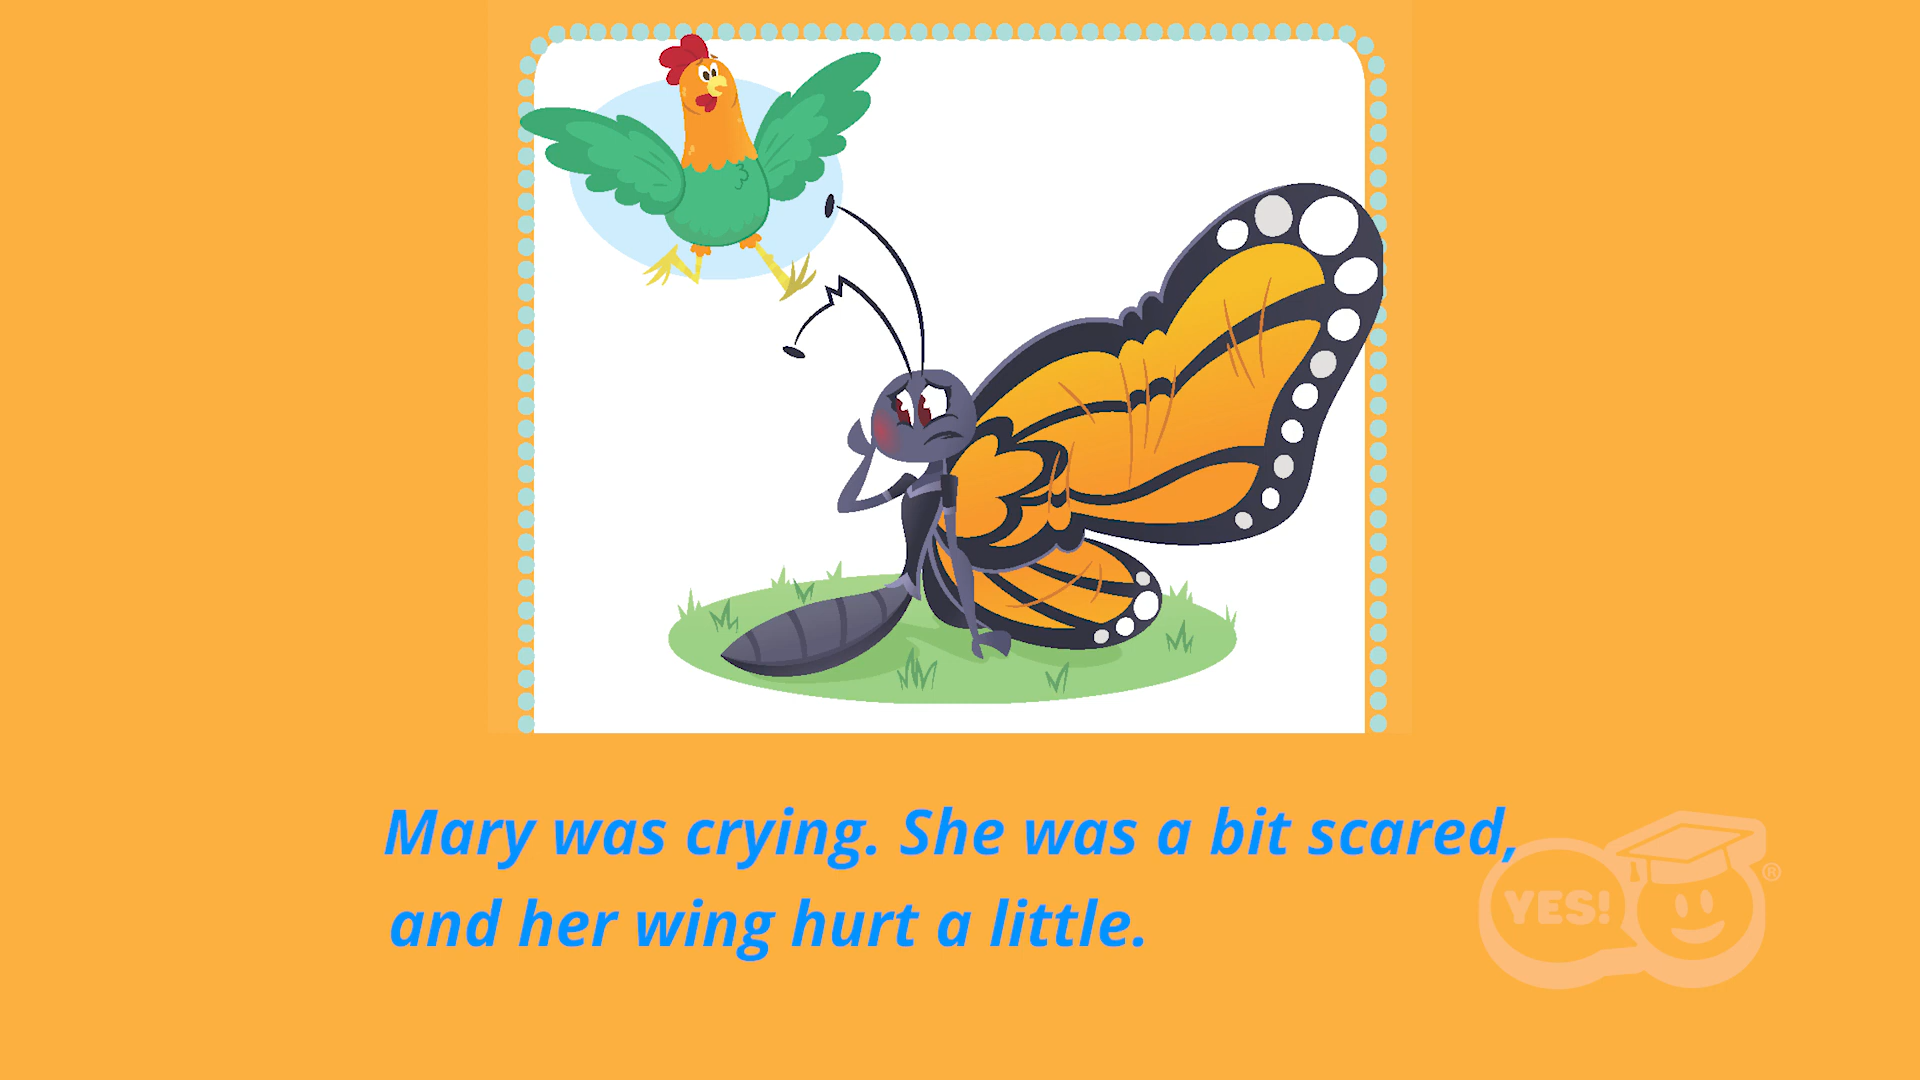 Mary was crying. She was a bit scared,
and her wing hurt a little.
YES!
®